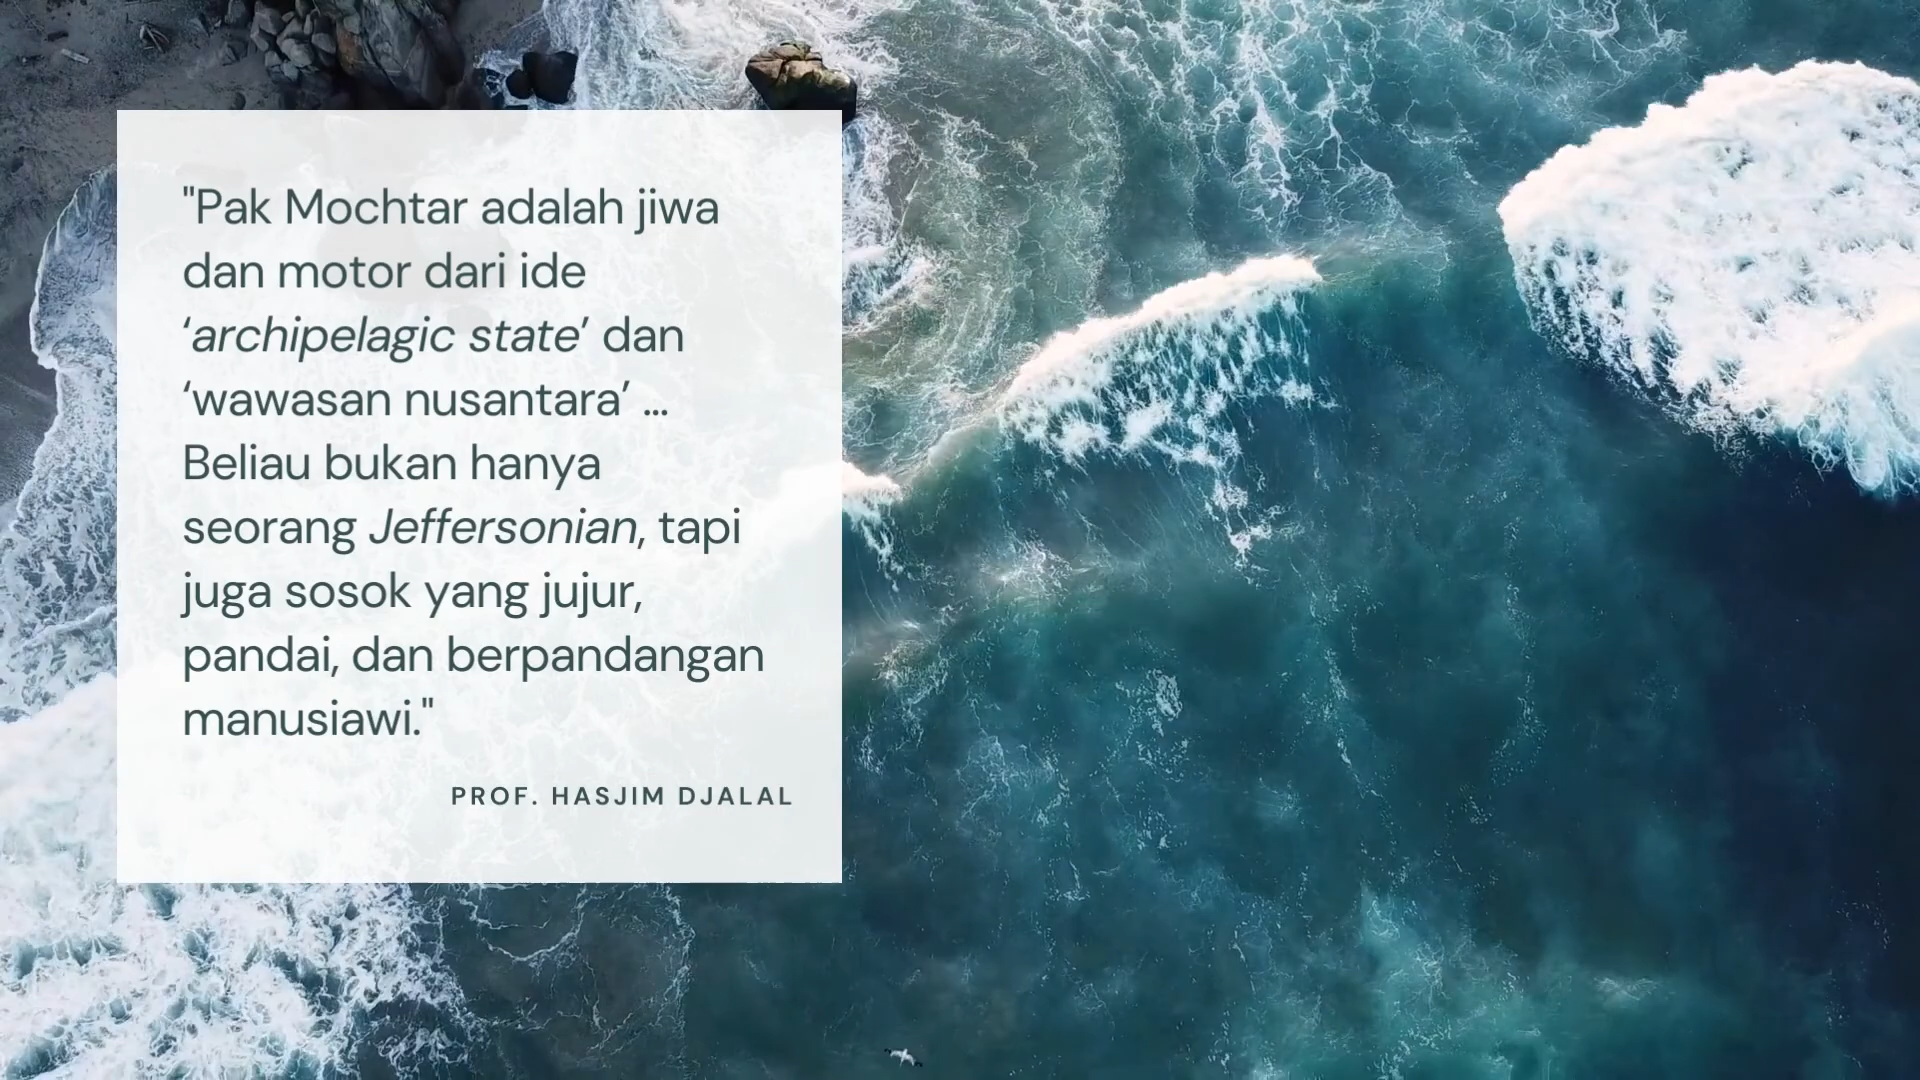 "Pak Mochtar adalah jiwa
dan motor dari ide
‘archipelagic state’ dan
‘wawasan nusantara’ ...
Beliau bukan hanya
seorang Jeffersonian, tapi
juga sosok yang jujur,
pandai, dan berpandangan
manusiawi."
PROF. HASJIM DJALAL